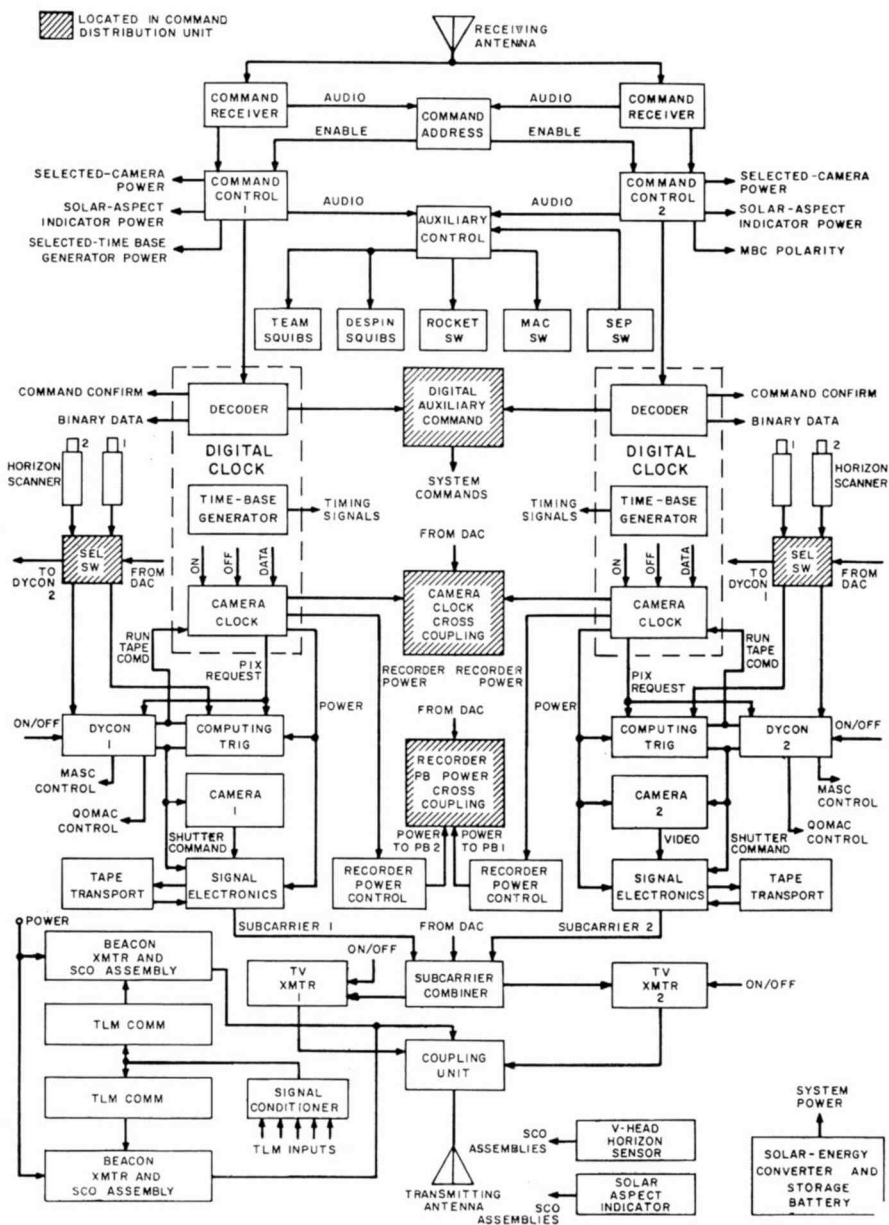 LOCATED IN COMMAND
DISTRIBUTION UNIT
RECEIVING
ANTENNA
COMMAND
RECEIVER
AUDIO
COMMAND
ADDRESS
AUDIO
COMMAND
RECEIVER
ENABLE
ENABLE
SELECTED-CAMERA
POWER
SOLAR-ASPECT
INDICATOR POWER
SELECTED-TIME BASE
GENERATOR POWER
COMMAND
CONTROL
1
AUDIO
AUXILIARY
CONTROL
AUDIO
COMMAND
CONTROL
2
SELECTED-CAMERA
POWER
SOLAR-ASPECT
INDICATOR POWER
MBC POLARITY
TEAM
SQUIBS
DESPIN
SQUIBS
ROCKET
SW
MAC
SW
SEP
SW
COMMAND CONFIRM
BINARY DATA
DECODER
DIGITAL
AUXILIARY
COMMAND
DECODER
COMMAND CONFIRM
BINARY DATA
2
1
HORIZON
SCANNER
DIGITAL
CLOCK
SYSTEM
COMMANDS
DIGITAL
CLOCK
1
2
HORIZON
SCANNER
TIME-BASE
GENERATOR
TIMING
SIGNALS
TIMING
SIGNALS
TIME-BASE
GENERATOR
FROM DAC
SEL
SW
TO
DYCON
2
FROM
DAC
ON
OFF
DATA
CAMERA
CLOCK
CAMERA
CLOCK
CROSS
COUPLING
ON
OFF
DATA
CAMERA
CLOCK
SEL
SW
TO
DYCON
1
FROM
DAC
RUN
TAPE
COMD
PIX
REQUEST
RECORDER
POWER
RECORDER
POWER
PIX
REQUEST
RUN
TAPE
COMD
POWER
FROM DAC
POWER
ON/OFF
DYCON
1
COMPUTING
TRIG
RECORDER
PB POWER
CROSS
COUPLING
COMPUTING
TRIG
DYCON
2
ON/OFF
MASC
CONTROL
QOMAC
CONTROL
CAMERA
1
CAMERA
2
MASC
CONTROL
QOMAC
CONTROL
SHUTTER
COMMAND
POWER
TO PB2
POWER
TO PB1
VIDEO
SHUTTER
COMMAND
TAPE
TRANSPORT
SIGNAL
ELECTRONICS
RECORDER
POWER
CONTROL
RECORDER
POWER
CONTROL
SIGNAL
ELECTRONICS
TAPE
TRANSPORT
POWER
SUBCARRIER 1
FROM DAC
SUBCARRIER 2
BEACON
XMTR AND
SCO ASSEMBLY
ON/OFF
TV
XMTR
1
SUBCARRIER
COMBINER
TV
XMTR
2
ON/OFF
TLM COMM
COUPLING
UNIT
TLM COMM
SIGNAL
CONDITIONER
TLM INPUTS
BEACON
XMTR AND
SCO ASSEMBLY
TRANSMITTING
ANTENNA
SCO
ASSEMBLIES
V-HEAD
HORIZON
SENSOR
SCO
ASSEMBLIES
SOLAR
ASPECT
INDICATOR
SYSTEM
POWER
SOLAR-ENERGY
CONVERTER AND
STORAGE
BATTERY